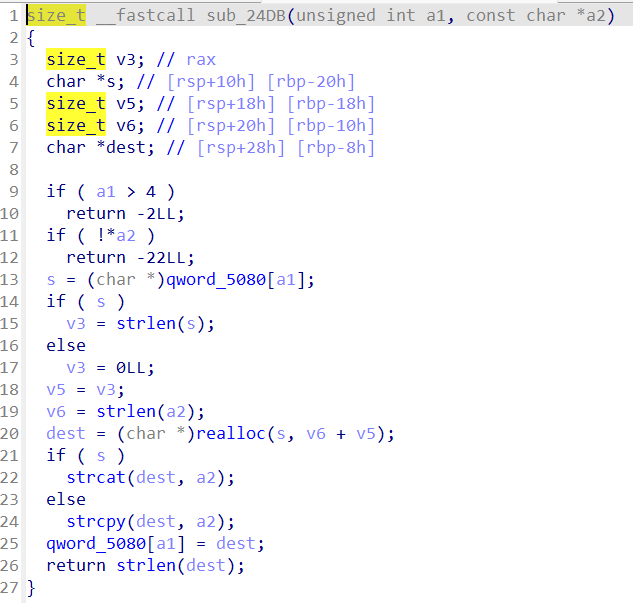 1 size_t __fastcall sub_24DB(unsigned int a1, const char *a2)
2 {
3   size_t v3; // rax
4   char *s; // [rsp+10h] [rbp-20h]
5   size_t v5; // [rsp+18h] [rbp-18h]
6   size_t v6; // [rsp+20h] [rbp-10h]
7   char *dest; // [rsp+28h] [rbp-8h]
8
9   if ( a1 > 4 )
10     return -2LL;
11   if ( !*a2 )
12     return -22LL;
13   s = (char *)qword_5080[a1];
14   if ( s )
15     v3 = strlen(s);
16   else
17     v3 = 0LL;
18   v5 = v3;
19   v6 = strlen(a2);
20   dest = (char *)realloc(s, v6 + v5);
21   if ( s )
22     strcat(dest, a2);
23   else
24     strcpy(dest, a2);
25   qword_5080[a1] = dest;
26   return strlen(dest);
27 }